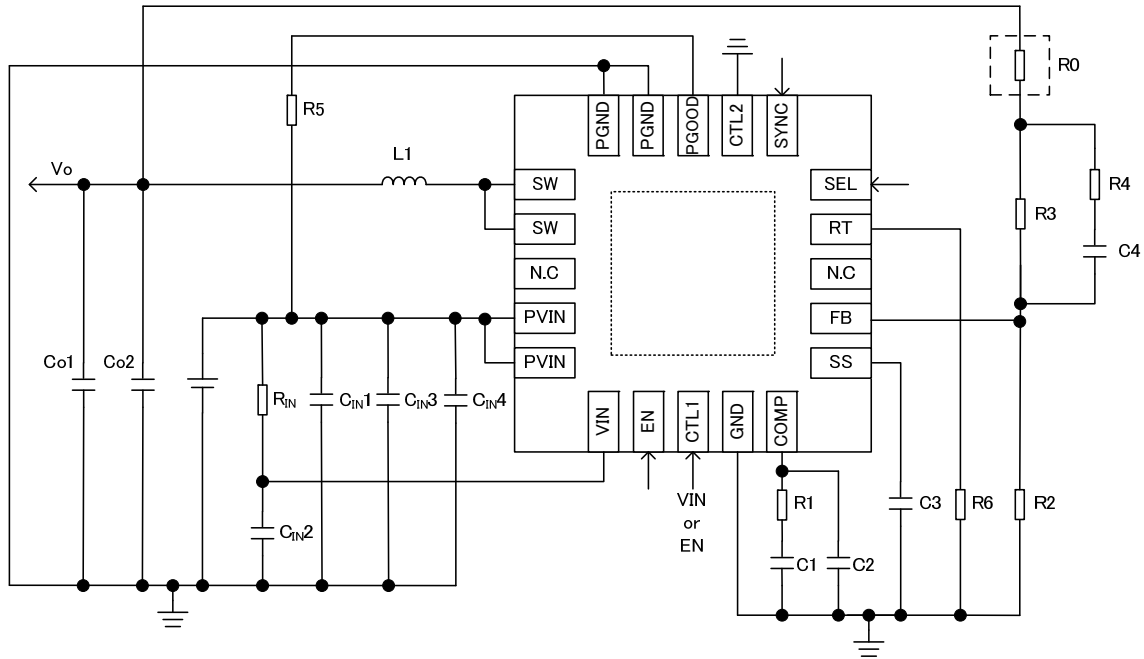 R0
R5
PGND
PGND
PGOOD
CTL2
SYNC
L1
Vo
SW
SEL
R4
SW
RT
R3
N.C
N.C
C4
PVIN
FB
Co1
Co2
PVIN
SS
RIN
CIN1
CIN3
CIN4
VIN
EN
CTL1
GND
COMP
VIN
or
EN
R1
C3
R6
R2
CIN2
C1
C2